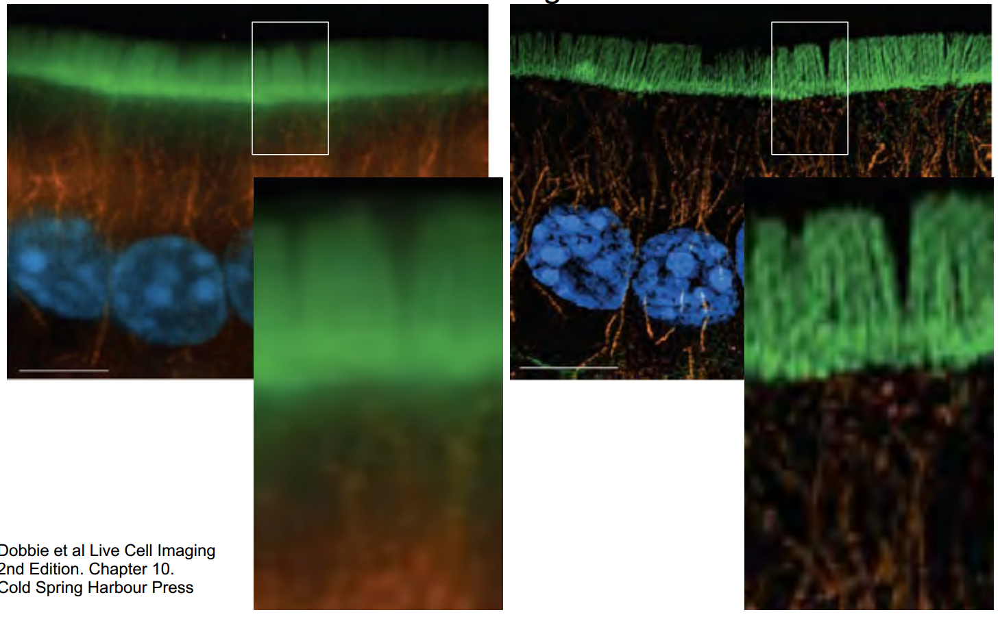 Dobbie et al Live Cell Imaging
2nd Edition. Chapter 10.
Cold Spring Harbour Press